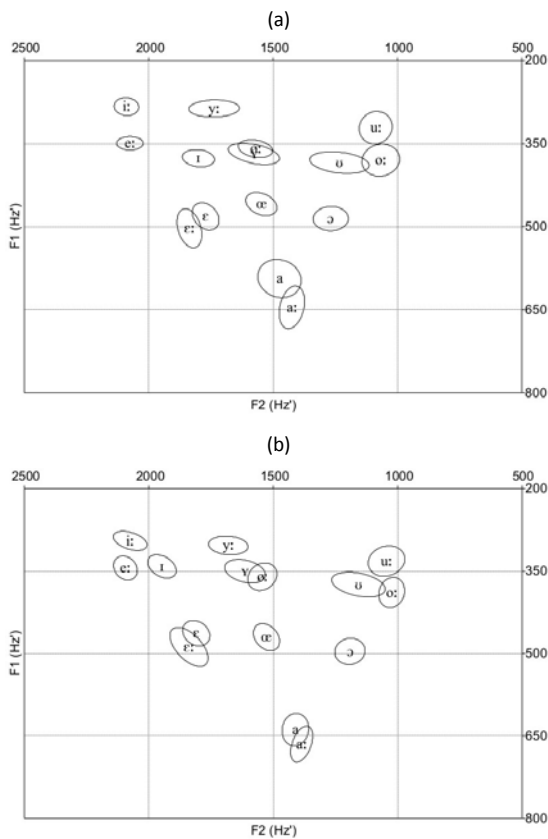 (a)
2500 2000 1500 1000 500
200
iː yː
uː
350
eː
øː
ɪ ʏ ʊ oː
œ
ɛ ɔ
500
ɛː
a
aː
650
800
F1 (Hz')
F2 (Hz')
(b)
2500 2000 1500 1000 500
200
iː yː
uː
eː ɪ ʏ øː
350
ʊ oː
ɛ œ
ɛː ɔ
500
a
aː
650
800
F1 (Hz')
F2 (Hz')